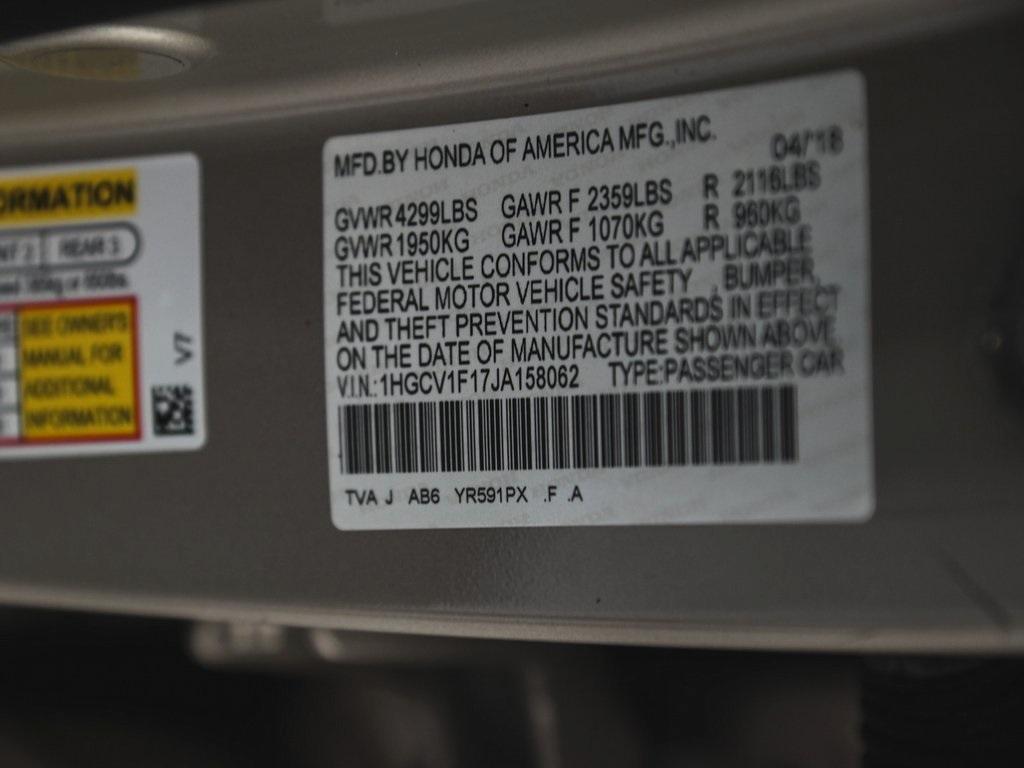 MFD.BY HONDA OF AMERICA MFG.,INC. 04/18
GVWR 4299LBS GAWR F 2359LBS R 2116LBS
GVWR 1950KG GAWR F 1070KG R 960KG
THIS VEHICLE CONFORMS TO ALL APPLICABLE
FEDERAL MOTOR VEHICLE SAFETY , BUMPER,
AND THEFT PREVENTION STANDARDS IN EFFECT
ON THE DATE OF MANUFACTURE SHOWN ABOVE.
V.I.N.:1HGCV1F17JA158062 TYPE:PASSENGER CAR
TVA J AB6 YR591PX .F .A
REAR 3
SEE OWNER'S
MANUAL FOR
ADDITIONAL
INFORMATION
V7